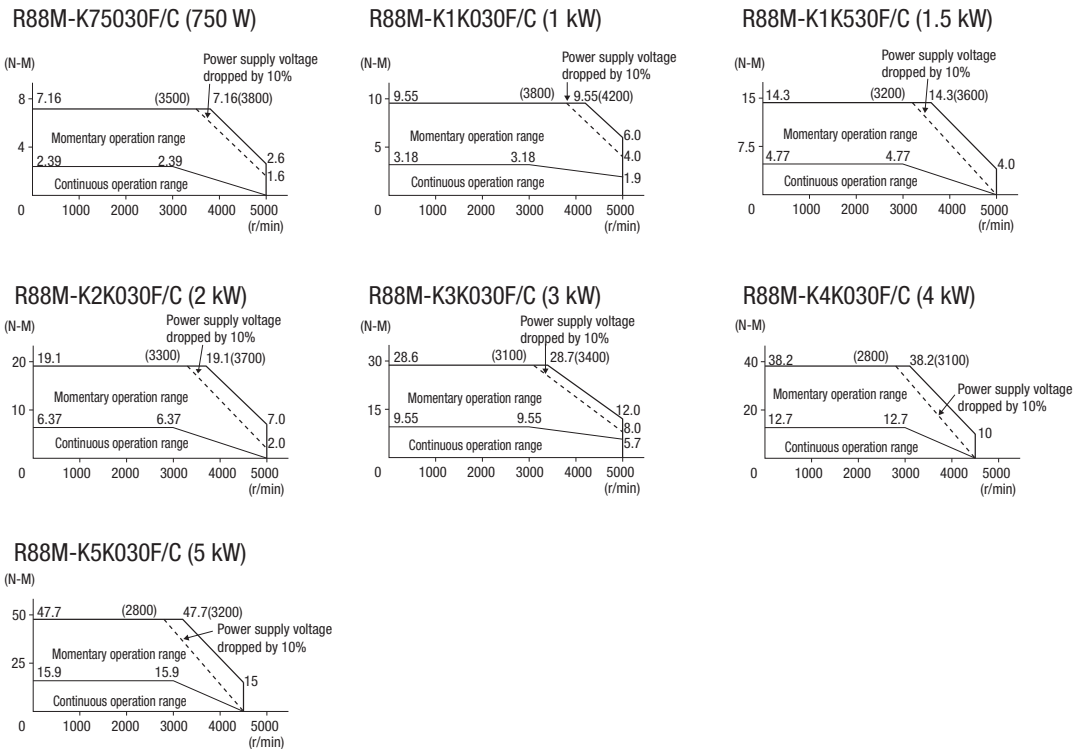 R88M-K75030F/C (750 W)
(N-M)
Power supply voltage
dropped by 10%
8
7.16
(3500)
7.16(3800)
Momentary operation range
4
2.39
2.39
2.6
1.6
Continuous operation range
0
1000
2000
3000
4000
5000
(r/min)
R88M-K1K030F/C (1 kW)
(N-M)
Power supply voltage
dropped by 10%
10
9.55
(3800)
9.55(4200)
Momentary operation range
6.0
5
3.18
3.18
4.0
Continuous operation range
1.9
0
1000
2000
3000
4000
5000
(r/min)
R88M-K1K530F/C (1.5 kW)
(N-M)
Power supply voltage
dropped by 10%
15
14.3
(3200)
14.3(3600)
Momentary operation range
7.5
4.77
4.77
4.0
Continuous operation range
0
1000
2000
3000
4000
5000
(r/min)
R88M-K2K030F/C (2 kW)
(N-M)
Power supply voltage
dropped by 10%
20
19.1
(3300)
19.1(3700)
Momentary operation range
10
6.37
6.37
7.0
Continuous operation range
2.0
0
1000
2000
3000
4000
5000
(r/min)
R88M-K3K030F/C (3 kW)
(N-M)
Power supply voltage
dropped by 10%
30
28.6
(3100)
28.7(3400)
Momentary operation range
15
12.0
9.55
9.55
8.0
Continuous operation range
5.7
0
1000
2000
3000
4000
5000
(r/min)
R88M-K4K030F/C (4 kW)
(N-M)
40
38.2
(2800)
38.2(3100)
Momentary operation range
Power supply voltage
dropped by 10%
20
12.7
12.7
10
Continuous operation range
0
1000
2000
3000
4000
5000
(r/min)
R88M-K5K030F/C (5 kW)
(N-M)
50
47.7
(2800)
47.7(3200)
Power supply voltage
dropped by 10%
Momentary operation range
25
15.9
15.9
15
Continuous operation range
0
1000
2000
3000
4000
5000
(r/min)